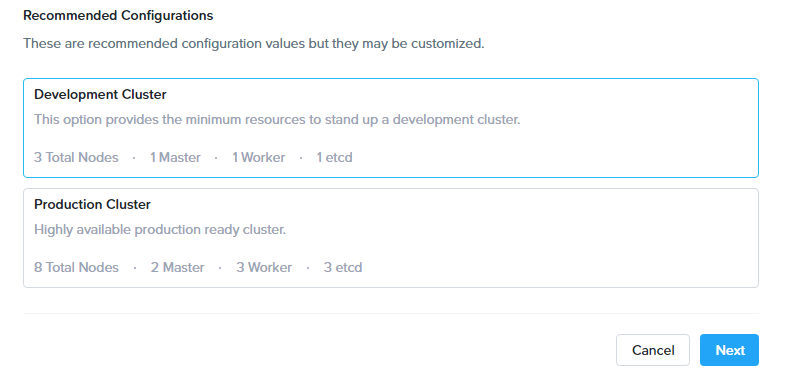 Recommended Configurations
These are recommended configuration values but they may be customized.
Development Cluster
This option provides the minimum resources to stand up a development cluster.
3 Total Nodes · 1 Master · 1 Worker · 1 etcd
Production Cluster
Highly available production ready cluster.
8 Total Nodes · 2 Master · 3 Worker · 3 etcd
Cancel Next